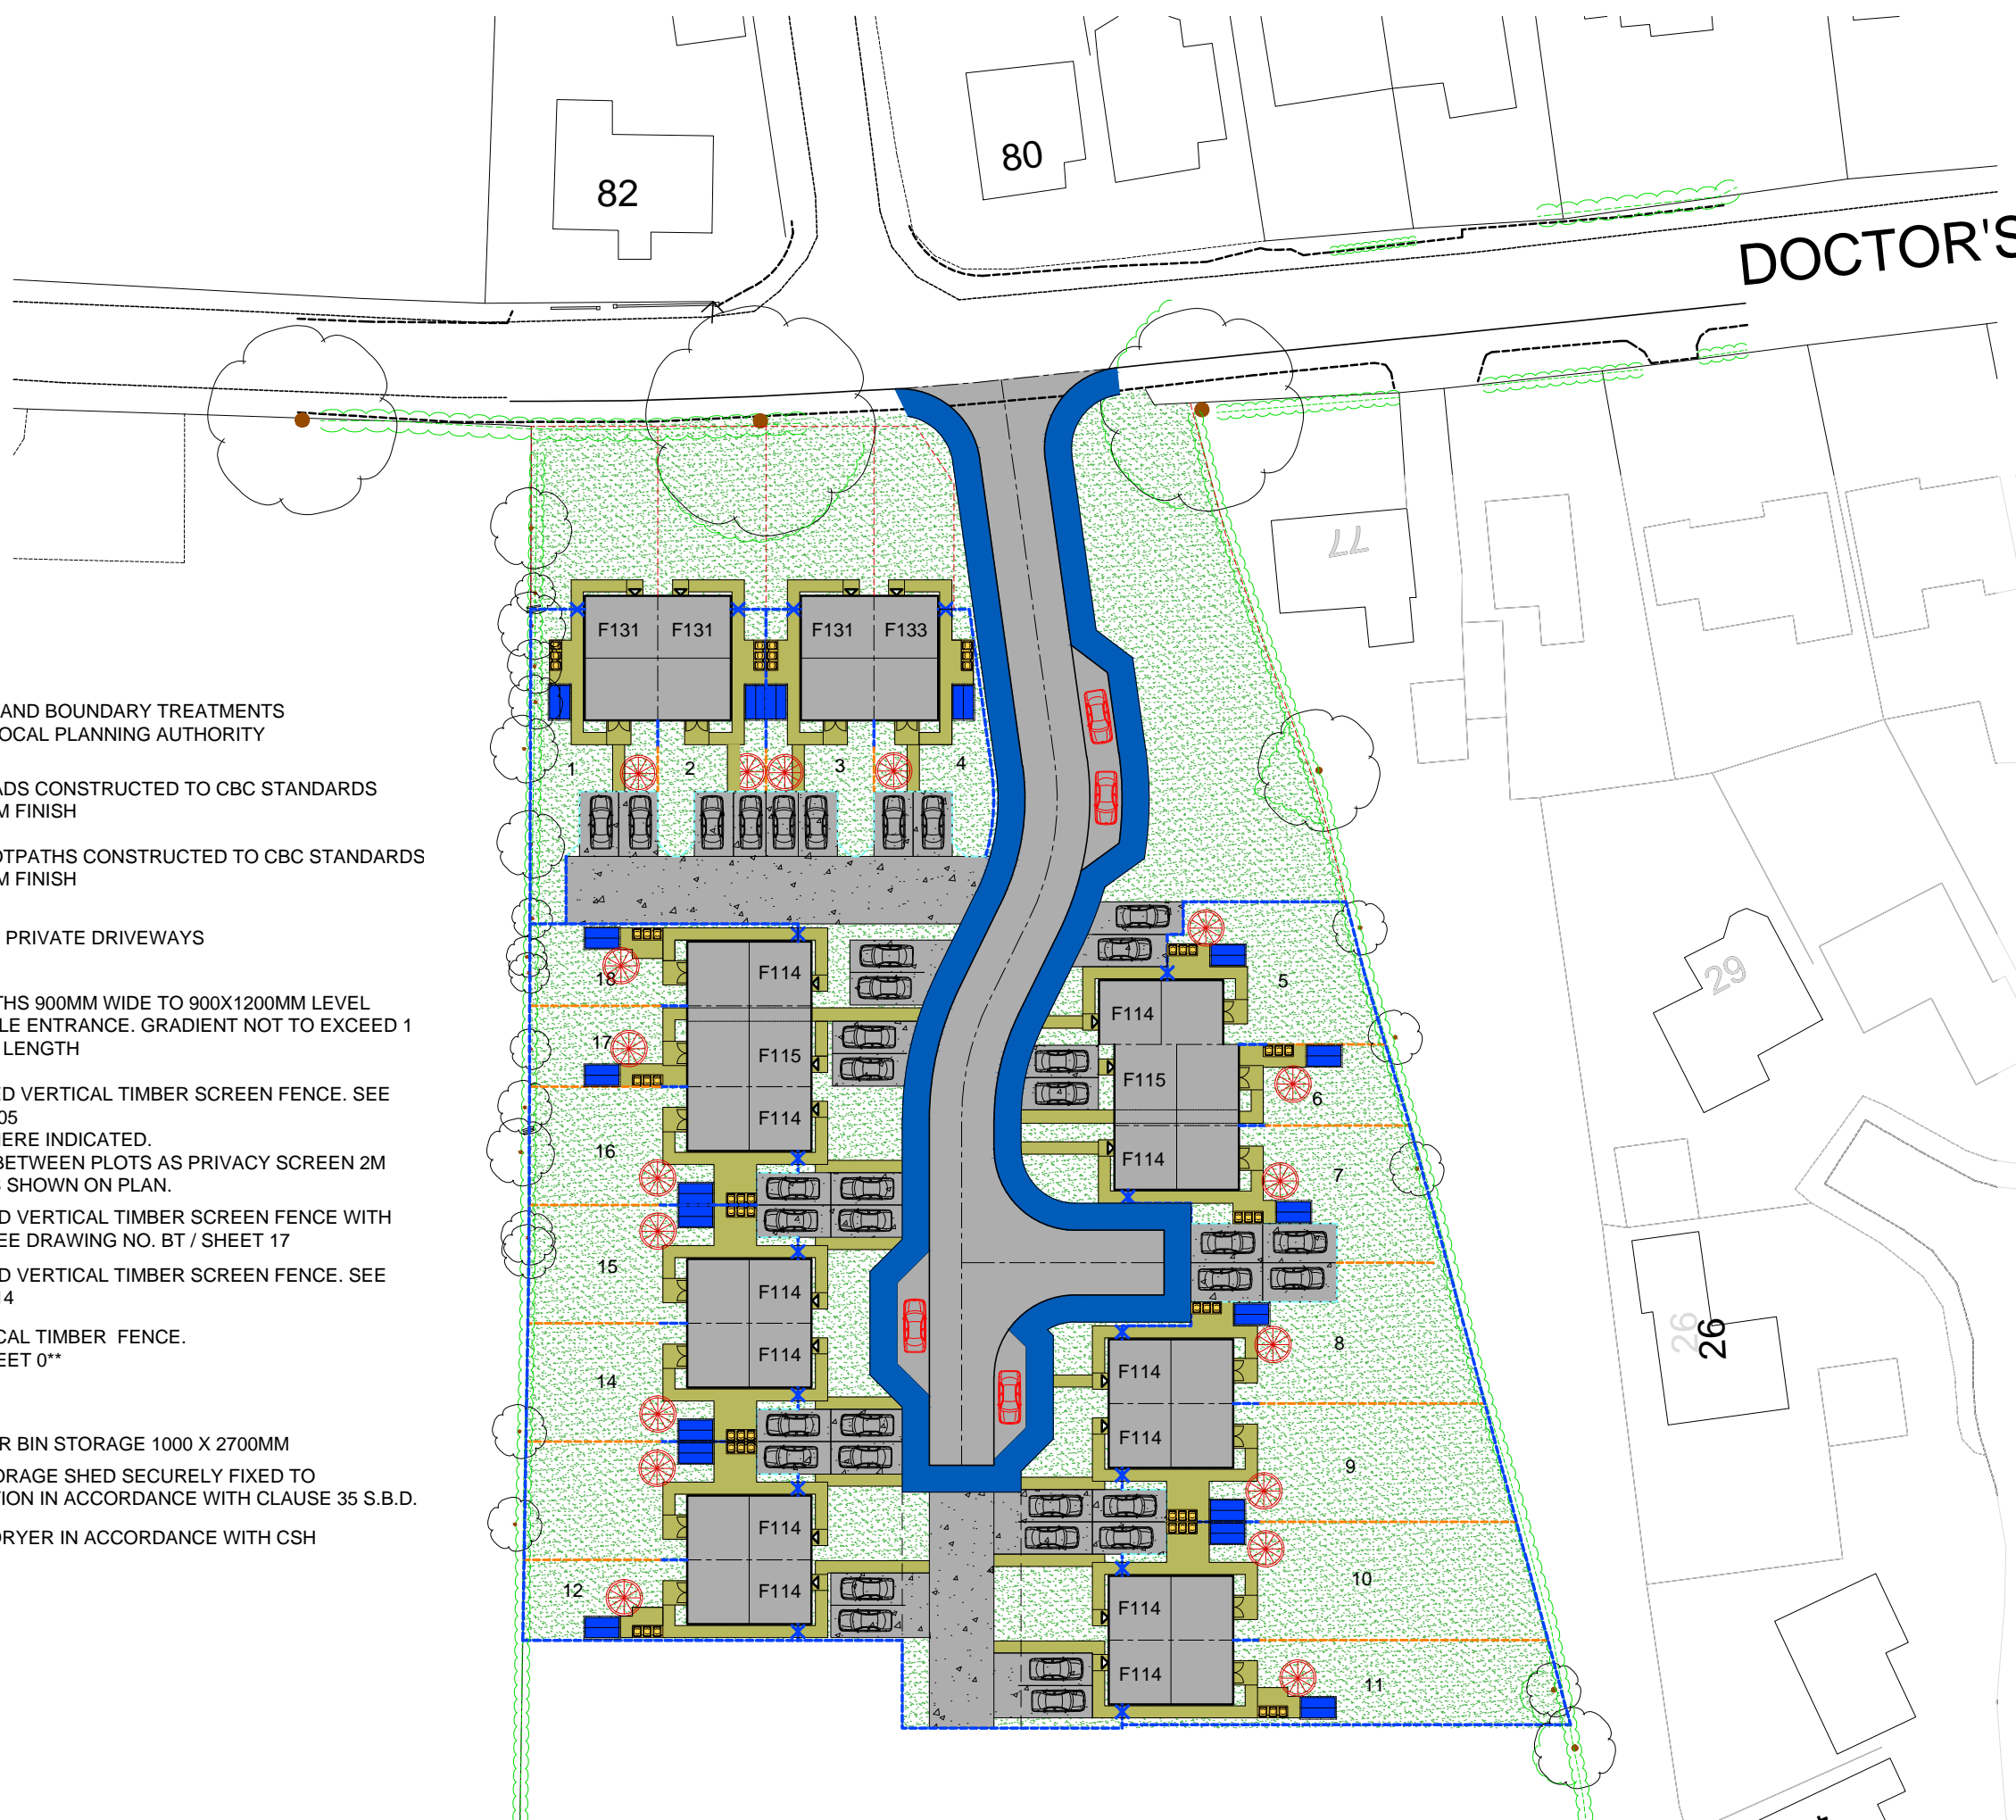 82
80
DOCTOR'S
77
F131
F131
F131
F133
AND BOUNDARY TREATMENTS
OCAL PLANNING AUTHORITY
1
2
3
4
ADS CONSTRUCTED TO CBC STANDARDS
M FINISH
OTPATHS CONSTRUCTED TO CBC STANDARDS
M FINISH
PRIVATE DRIVEWAYS
THS 900MM WIDE TO 900X1200MM LEVEL
LE ENTRANCE. GRADIENT NOT TO EXCEED 1
LENGTH
ED VERTICAL TIMBER SCREEN FENCE. SEE
05
HERE INDICATED.
BETWEEN PLOTS AS PRIVACY SCREEN 2M
S SHOWN ON PLAN.
D VERTICAL TIMBER SCREEN FENCE WITH
EE DRAWING NO. BT / SHEET 17
D VERTICAL TIMBER SCREEN FENCE. SEE
14
CAL TIMBER FENCE.
EET 0**
R BIN STORAGE 1000 X 2700MM
ORAGE SHED SECURELY FIXED TO
TION IN ACCORDANCE WITH CLAUSE 35 S.B.D.
DRYER IN ACCORDANCE WITH CSH
18
F114
17
F115
16
F114
15
F114
14
F114
F114
12
F114
F114
5
F115
6
F114
7
F114
8
F114
9
F114
10
F114
11
29
26
26